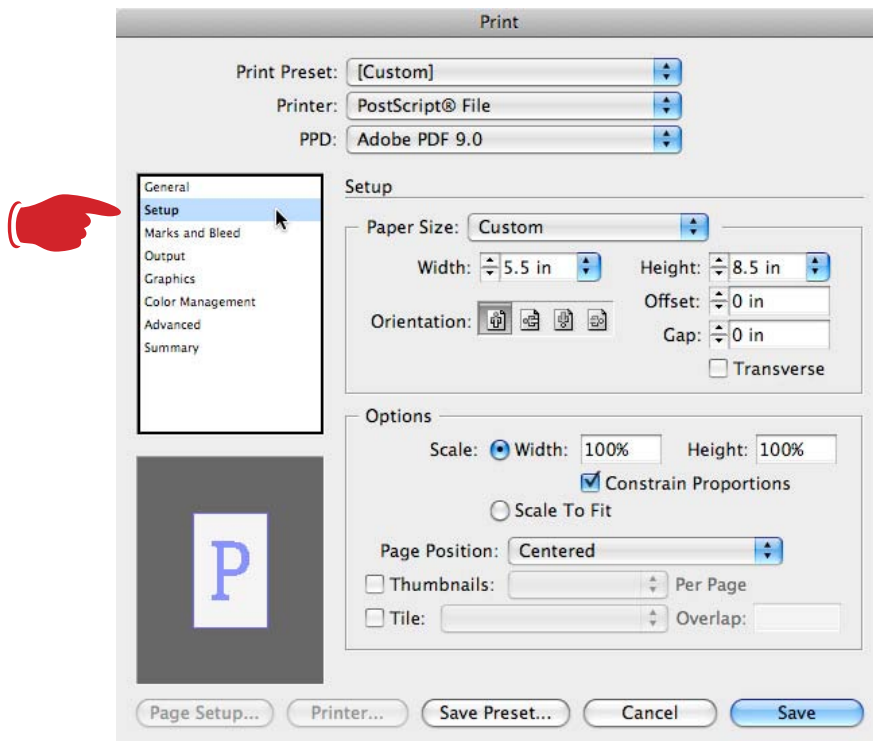 Print
Print Preset: [Custom]
Printer: PostScript® File
PPD: Adobe PDF 9.0
General
Setup
Marks and Bleed
Output
Graphics
Color Management
Advanced
Summary
Setup
Paper Size: Custom
Width: 5.5 in Height: 8.5 in
Offset: 0 in
Orientation:
Gap: 0 in
Transverse
Options
Scale: Width: 100% Height: 100%
Constrain Proportions
Scale To Fit
Page Position: Centered
Thumbnails: Per Page
Tile: Overlap:
P
Page Setup... Printer... Save Preset... Cancel Save